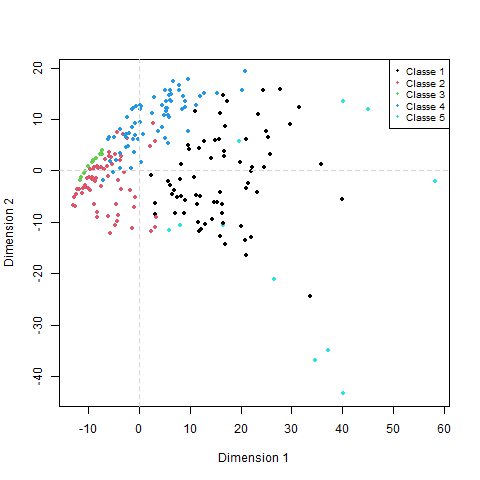 Classe 1
Classe 2
Classe 3
Classe 4
Classe 5
20
10
0
-10
-20
-30
-40
Dimension 2
-10 0 10 20 30 40 50 60
Dimension 1